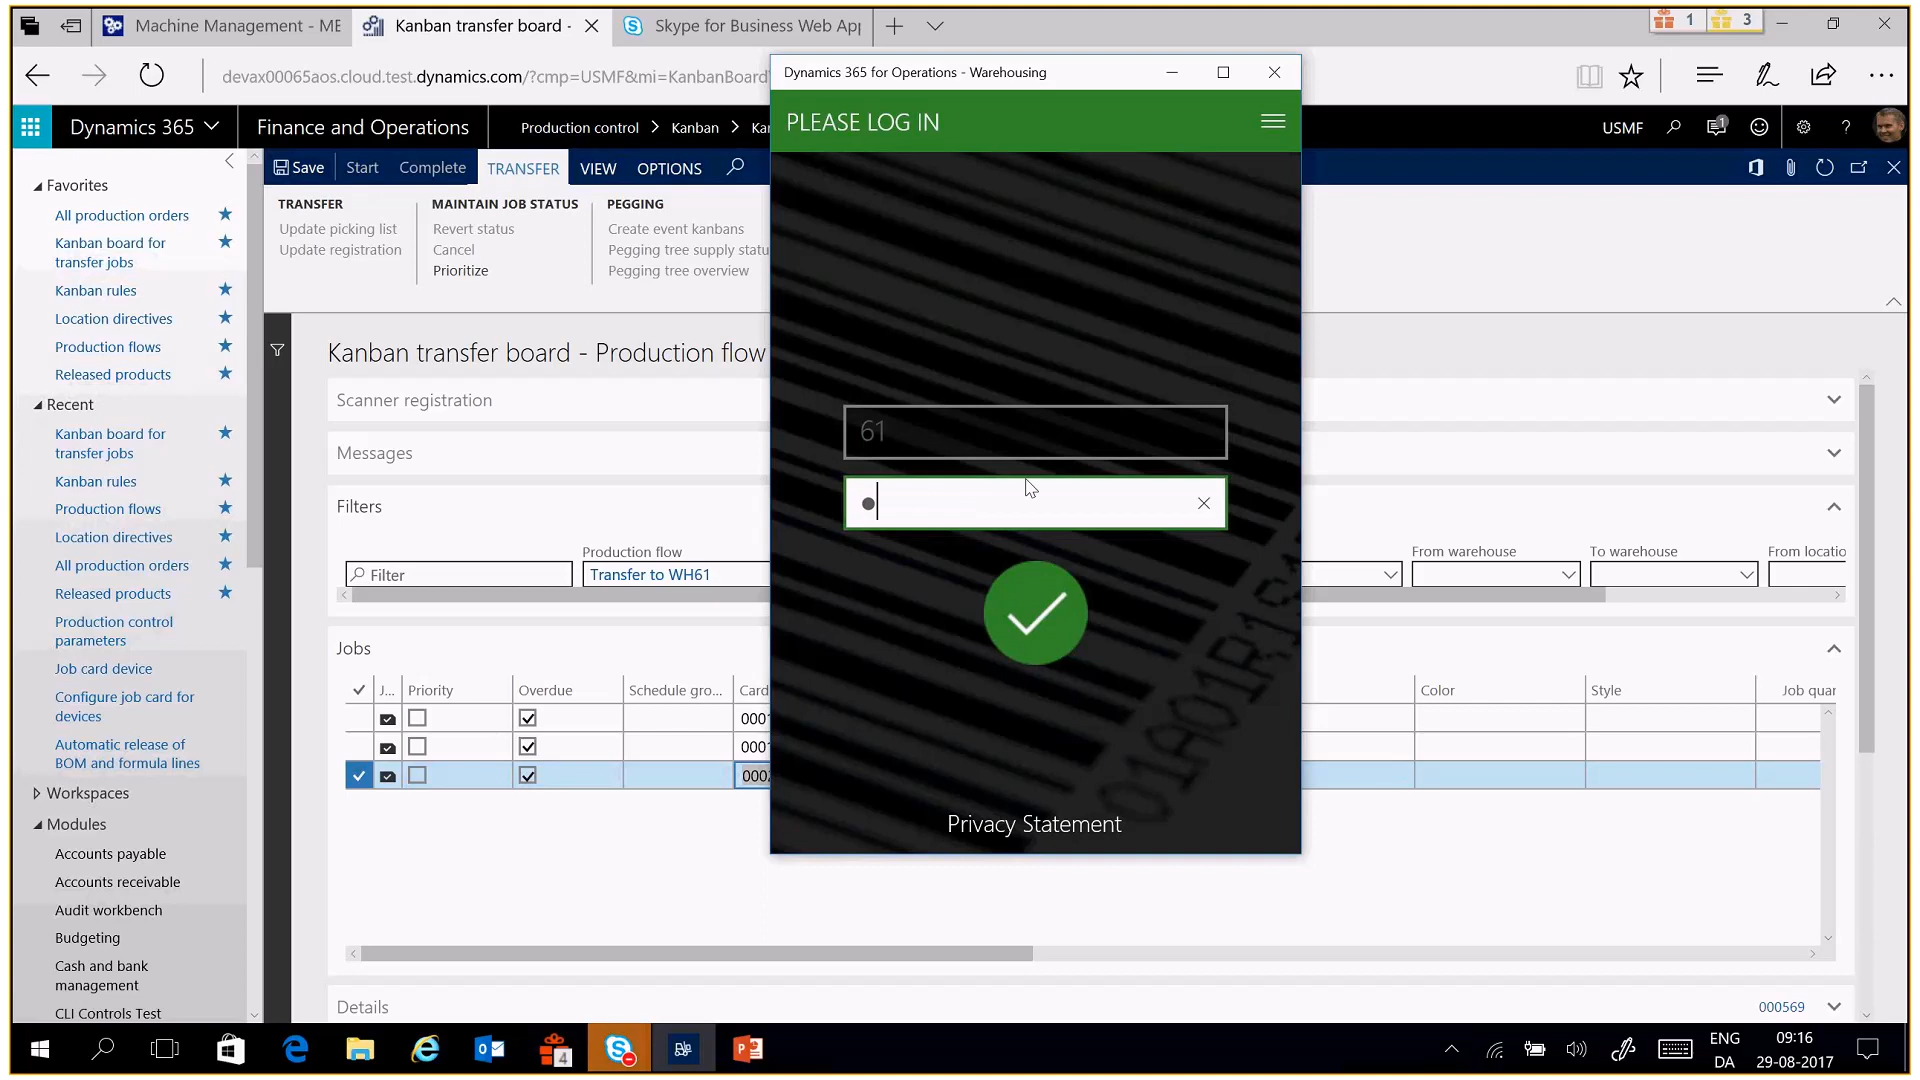 Machine Management - ME
Kanban transfer board -
Skype for Business Web App
1
3
devax00065aos.cloud.test.dynamics.com/?cmp=USMF&mi=KanbanBoard
Dynamics 365 for Operations - Warehousing
Dynamics 365
Finance and Operations
Production control
Kanban
USMF
1
?
PLEASE LOG IN
Save
Start
Complete
TRANSFER
VIEW
OPTIONS
Favorites
All production orders
Kanban board for
transfer jobs
Kanban rules
Location directives
Production flows
Released products
Recent
Kanban board for
transfer jobs
Kanban rules
Production flows
Location directives
All production orders
Released products
Production control
parameters
Job card device
Configure job card for
devices
Automatic release of
BOM and formula lines
Workspaces
Modules
Accounts payable
Accounts receivable
Audit workbench
Budgeting
Cash and bank
management
CLI Controls Test
TRANSFER
Update picking list
Update registration
MAINTAIN JOB STATUS
Revert status
Cancel
Prioritize
PEGGING
Create event kanbans
Pegging tree supply statu
Pegging tree overview
Kanban transfer board - Production flow
Scanner registration
Messages
Filters
Filter
Production flow
Transfer to WH61
From warehouse
To warehouse
From locatio
Jobs
J...
Priority
Overdue
Schedule gro...
Card
Color
Style
Job quar
0001
0001
000
Details
000569
61
Privacy Statement
4
ENG
DA
09:16
29-08-2017